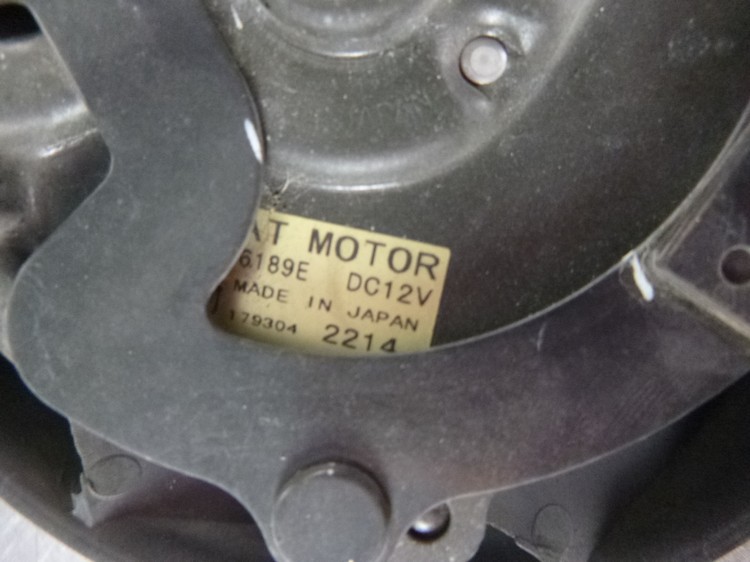 AT MOTOR
6189E DC12V
MADE IN JAPAN
179304 2214